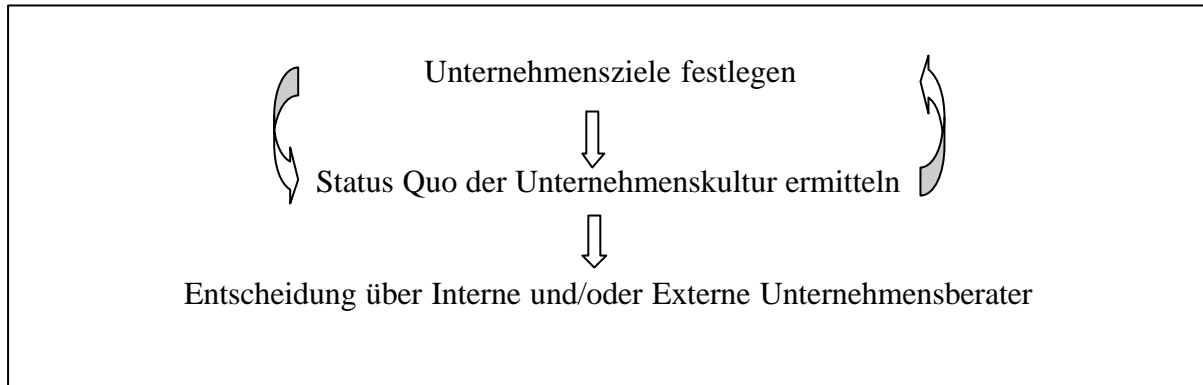 Unternehmensziele festlegen
Status Quo der Unternehmenskultur ermitteln
Entscheidung über Interne und/oder Externe Unternehmensberater